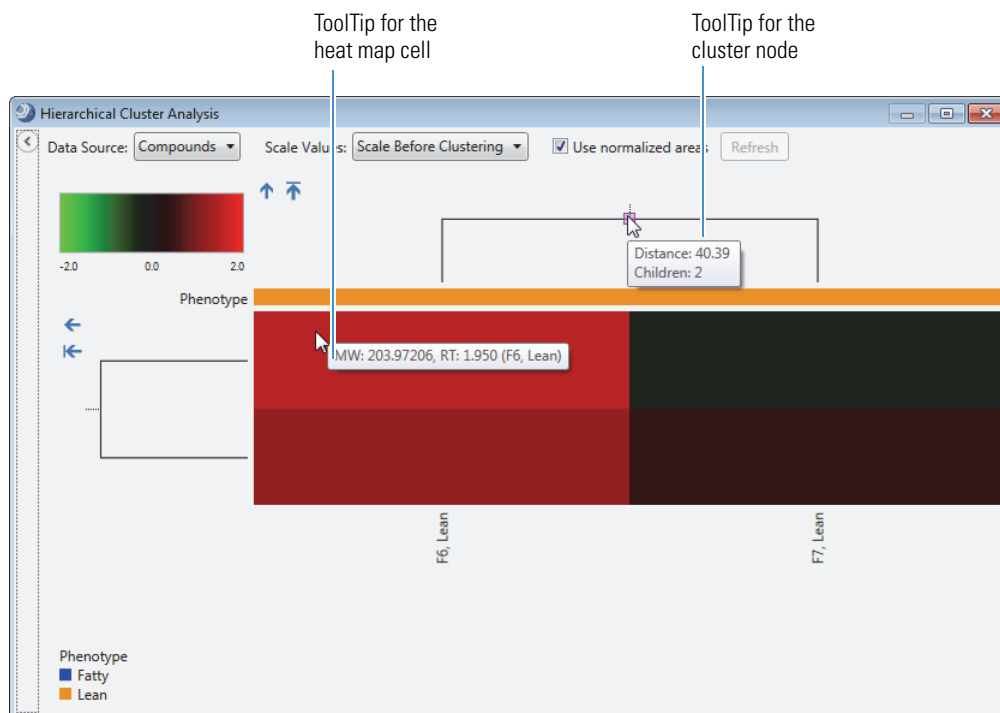 ToolTip for the
heat map cell
ToolTip for the
cluster node
Hierarchical Cluster Analysis
Data Source: Compounds Scale Values: Scale Before Clustering Use normalized areas Refresh
-2.0 0.0 2.0
Distance: 40.39
Children: 2
Phenotype
MW: 203.97206, RT: 1.950 (F6, Lean)
F6, Lean
F7, Lean
Phenotype
Fatty
Lean